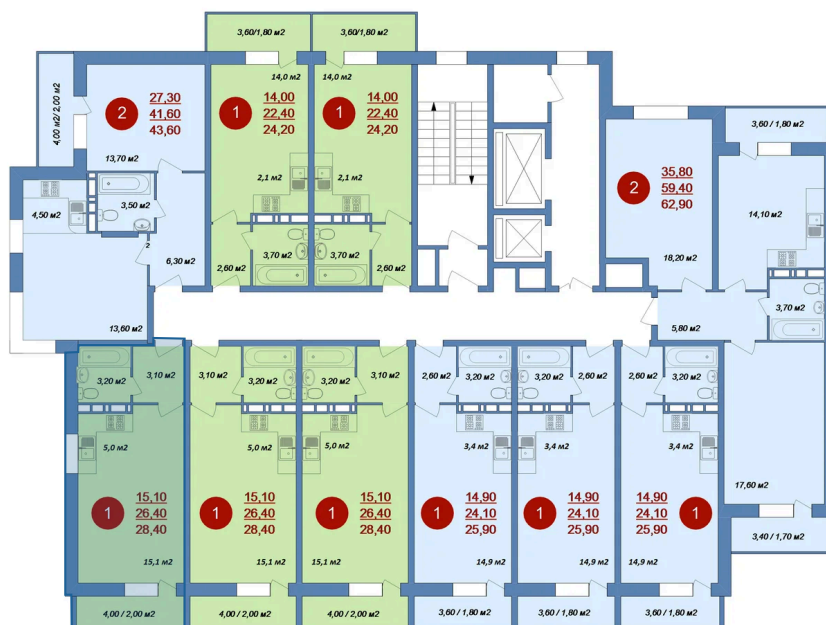 3,60/1,80 м2
3,60/1,80 м2
4,00 м2/ 2,00 м2
2
27,30
41,60
43,60
13,70 м2
14,0 м2
1
14,00
22,40
24,20
2,1 м2
14,0 м2
1
14,00
22,40
24,20
2,1 м2
3,60 / 1,80 м2
2
35,80
59,40
62,90
18,20 м2
14,10 м2
4,50 м2
3,50 м2
2
6,30 м2
13,60 м2
2,60 м2
3,70 м2
3,70 м2
2,60 м2
3,70 м2
5,80 м2
17,60 м2
3,40 / 1,70 м2
3,20 м2
3,10 м2
5,0 м2
1
15,10
26,40
28,40
15,1 м2
4,00 / 2,00 м2
3,10 м2
3,20 м2
5,0 м2
1
15,10
26,40
28,40
15,1 м2
4,00 / 2,00 м2
3,20 м2
3,10 м2
5,0 м2
1
15,10
26,40
28,40
15,1 м2
4,00 / 2,00 м2
2,60 м2
3,20 м2
3,4 м2
1
14,90
24,10
25,90
14,9 м2
3,60 / 1,80 м2
3,20 м2
2,60 м2
3,4 м2
1
14,90
24,10
25,90
14,9 м2
3,60 / 1,80 м2
2,60 м2
3,20 м2
3,4 м2
14,90
24,10
25,90
1
14,9 м2
3,60 / 1,80 м2